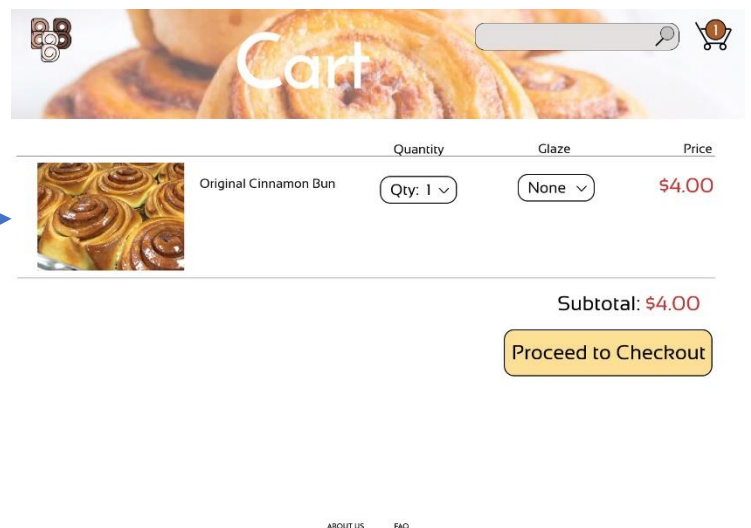 BBB
Cart
1
Quantity Glaze Price
Original Cinnamon Bun Qty: 1 None $4.00
Subtotal: $4.00
Proceed to Checkout
ABOUT US FAQ